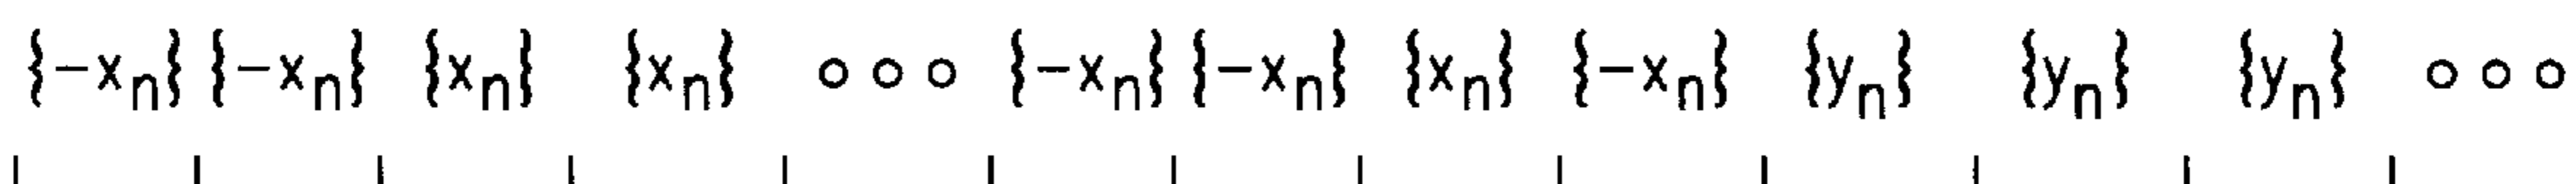 {-xn} {-xn} {xn} {xn} o o o {-xn} {-xn} {xn} {-xn} {yn} {yn} {yn} o o o